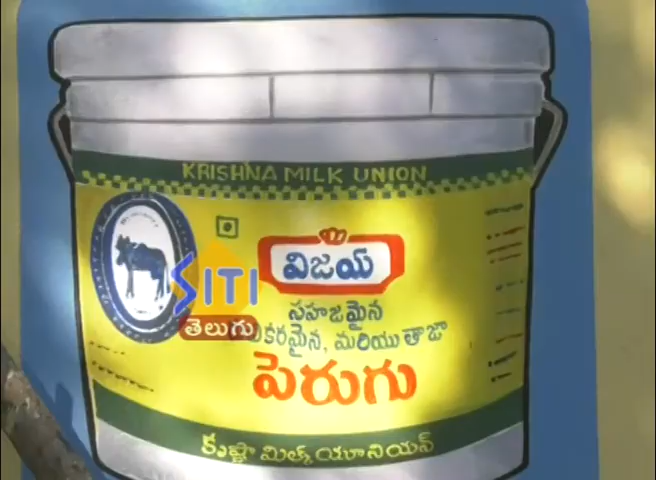 KRISHNA MILK UNION
విజయ్
SITI
సహజమైన
తెలుగు
కరమైన, మరియు తాజా
పెరుగు
కృష్ణా మిల్క్ యూనియన్